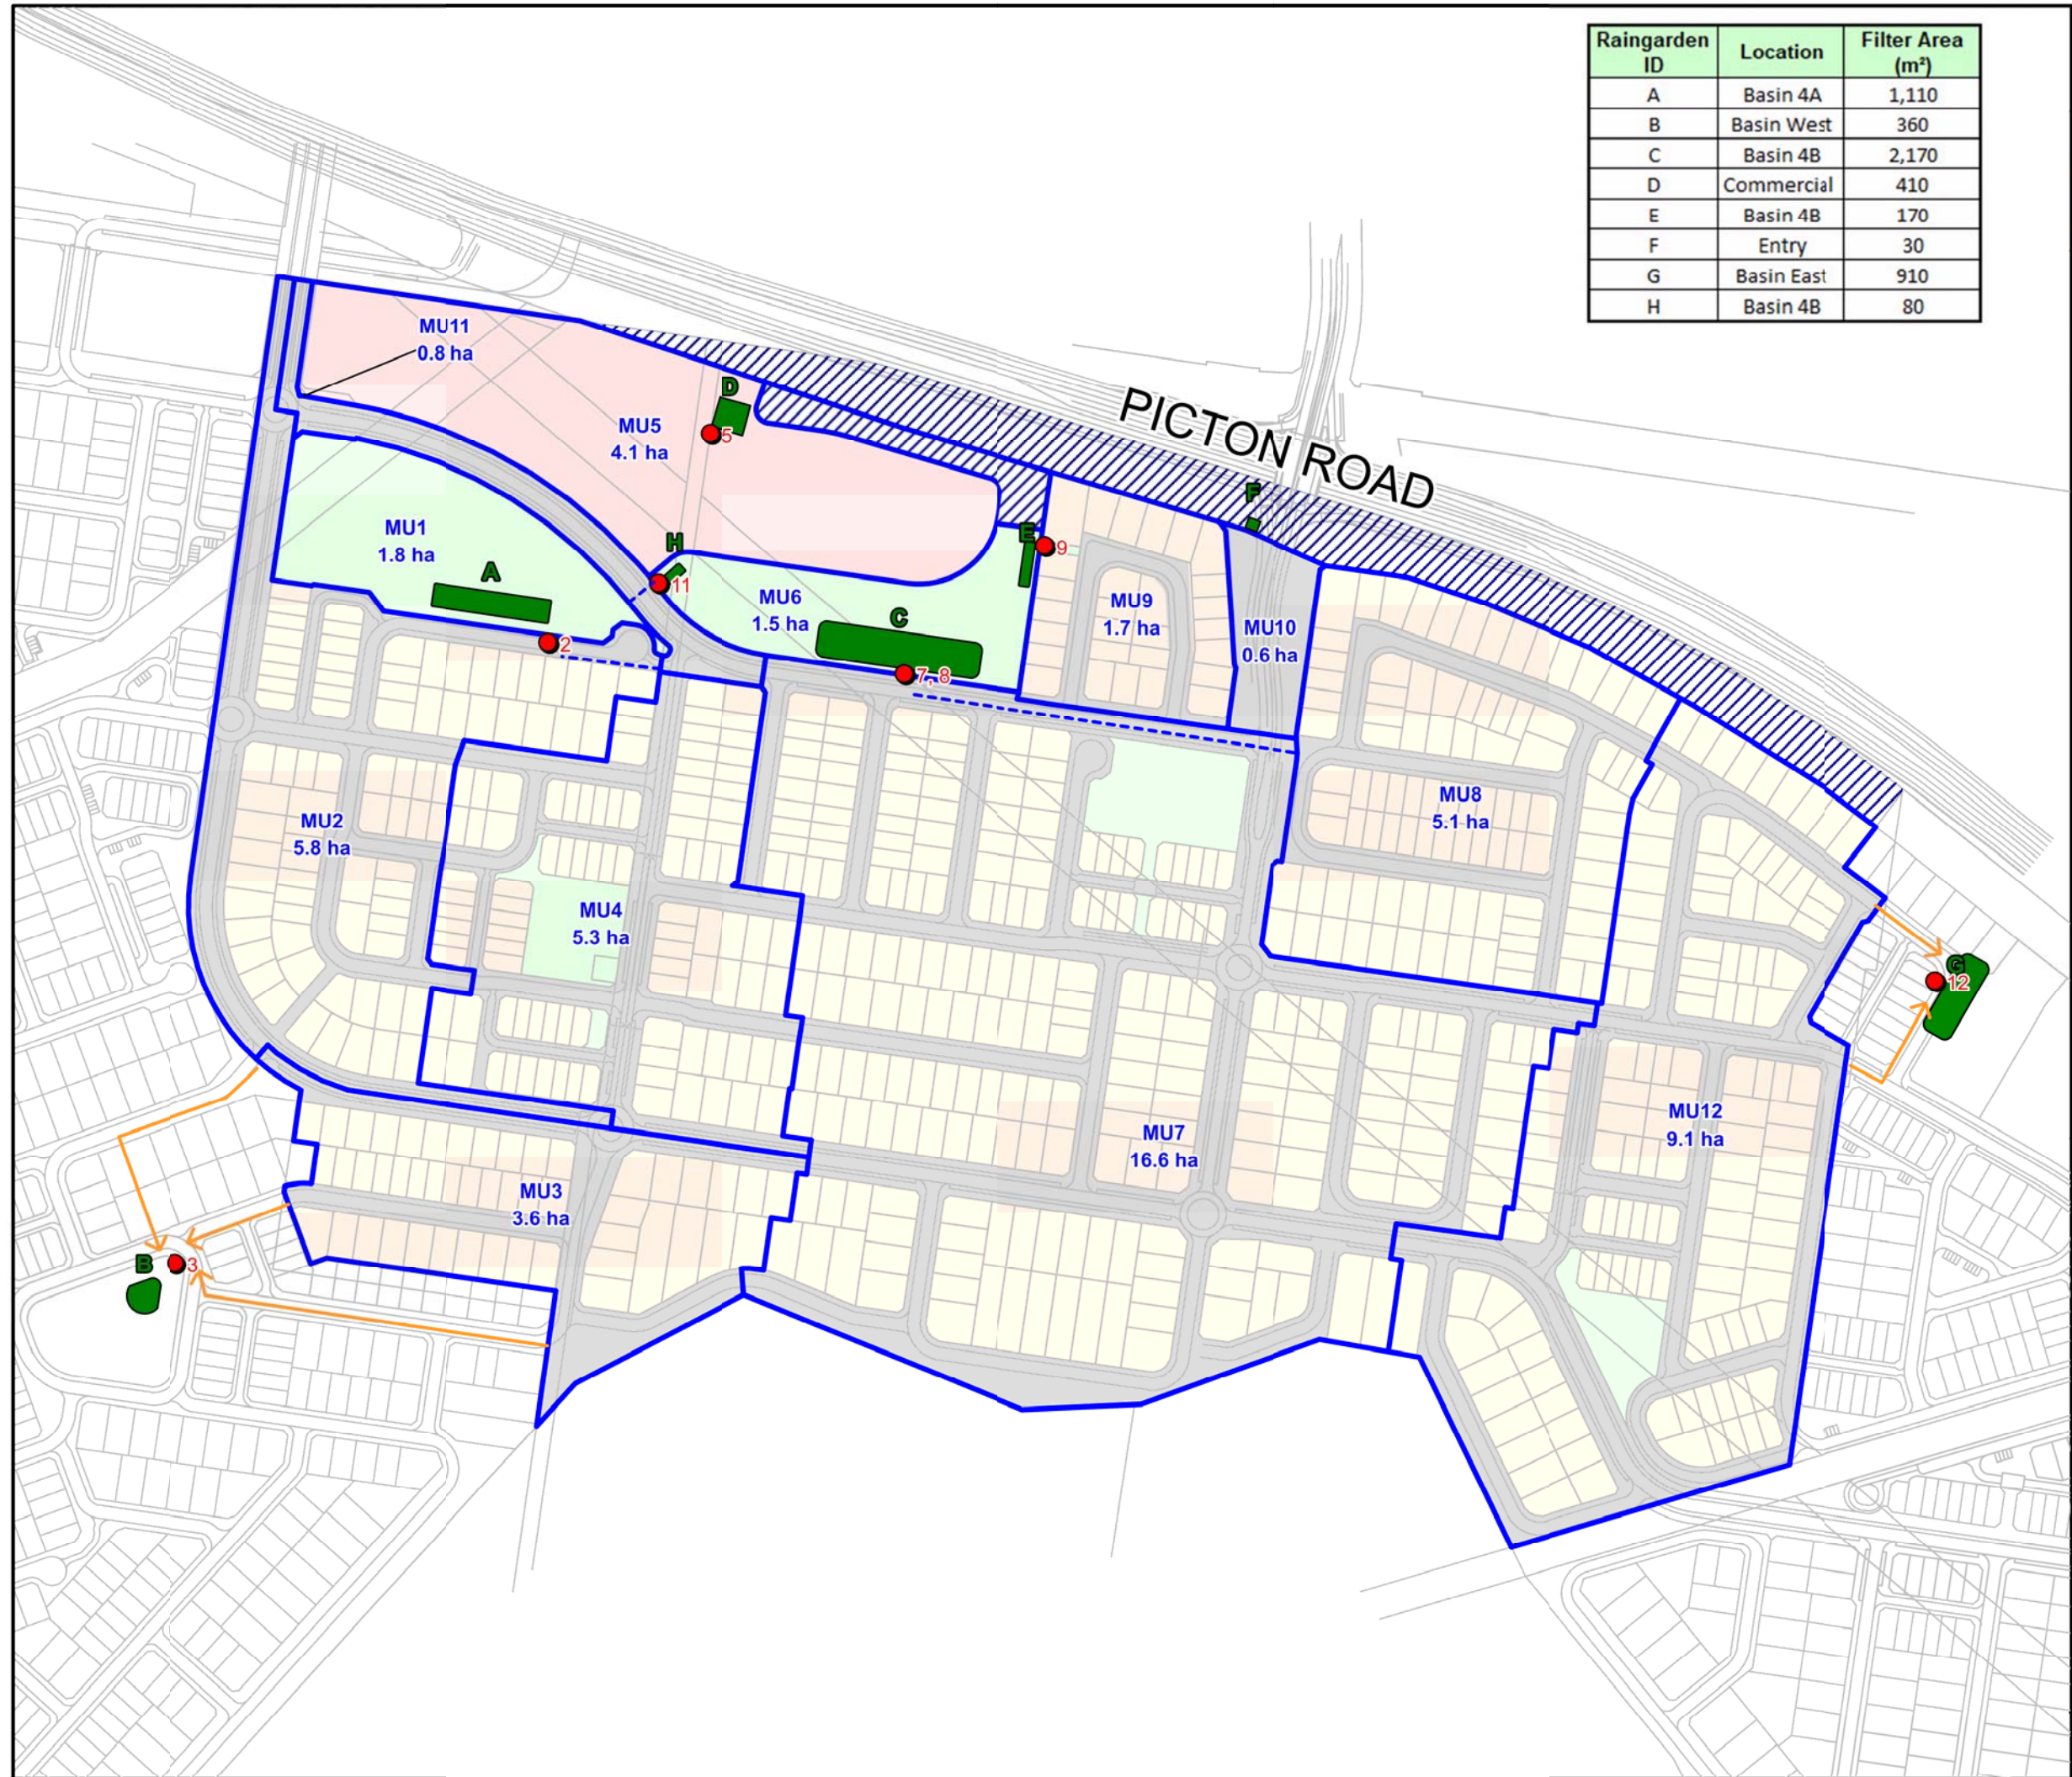 Raingarden ID Location Filter Area (m²)
A Basin 4A 1,110
B Basin West 360
C Basin 4B 2,170
D Commercial 410
E Basin 4B 170
F Entry 30
G Basin East 910
H Basin 4B 80
MU11
0.8 ha
D
5
MU5
4.1 ha
PICTON ROAD
F
MU1
1.8 ha
A
H
11
E
9
2
MU6
1.5 ha
C
7, 8
MU9
1.7 ha
MU10
0.6 ha
MU2
5.8 ha
MU8
5.1 ha
MU4
5.3 ha
G
12
MU7
16.6 ha
MU12
9.1 ha
MU3
3.6 ha
B
3